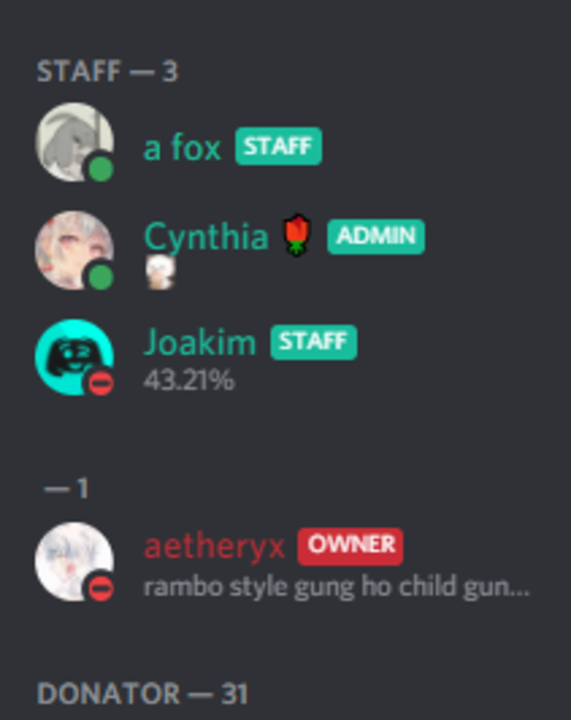 STAFF — 3
a fox STAFF
Cynthia 🌹 ADMIN
Joakim STAFF
43.21%
— 1
aetheryx OWNER
rambo style gung ho child gun...
DONATOR — 31